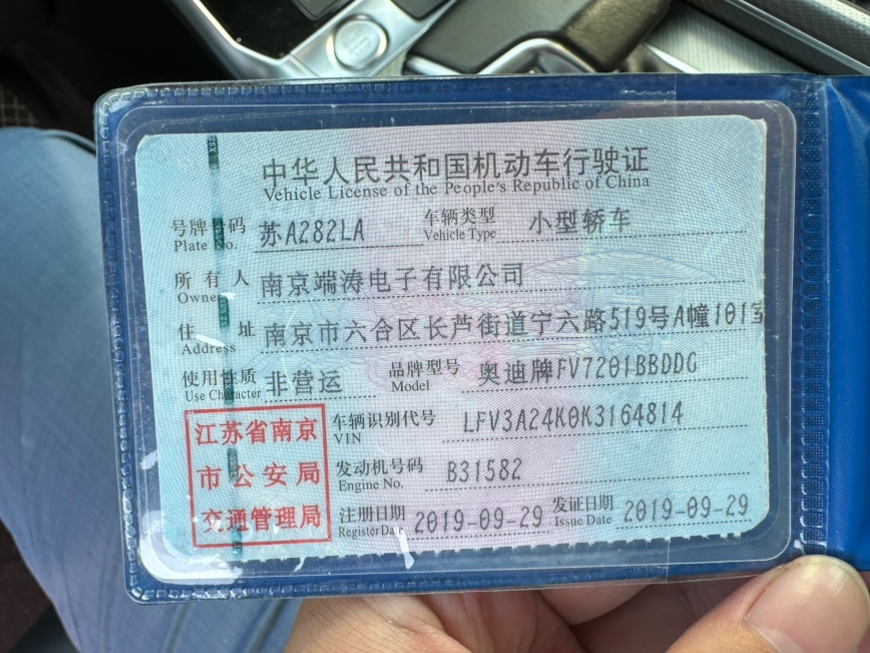 中华人民共和国机动车行驶证
Vehicle License of the People's Republic of China
号牌号码 苏A282LA 车辆类型 小型轿车
Plate No. Vehicle Type
所有人 南京端涛电子有限公司
Owner
住址 南京市六合区长芦街道宁六路519号A幢101室
Address
使用性质 非营运 品牌型号 奥迪牌FV7201BBDDG
Use Character Model
江苏省南京
市公安局
交通管理局
车辆识别代号 LFV3A24K0K3164814
VIN
发动机号码 B31582
Engine No.
注册日期 2019-09-29 发证日期 2019-09-29
Register Date Issue Date